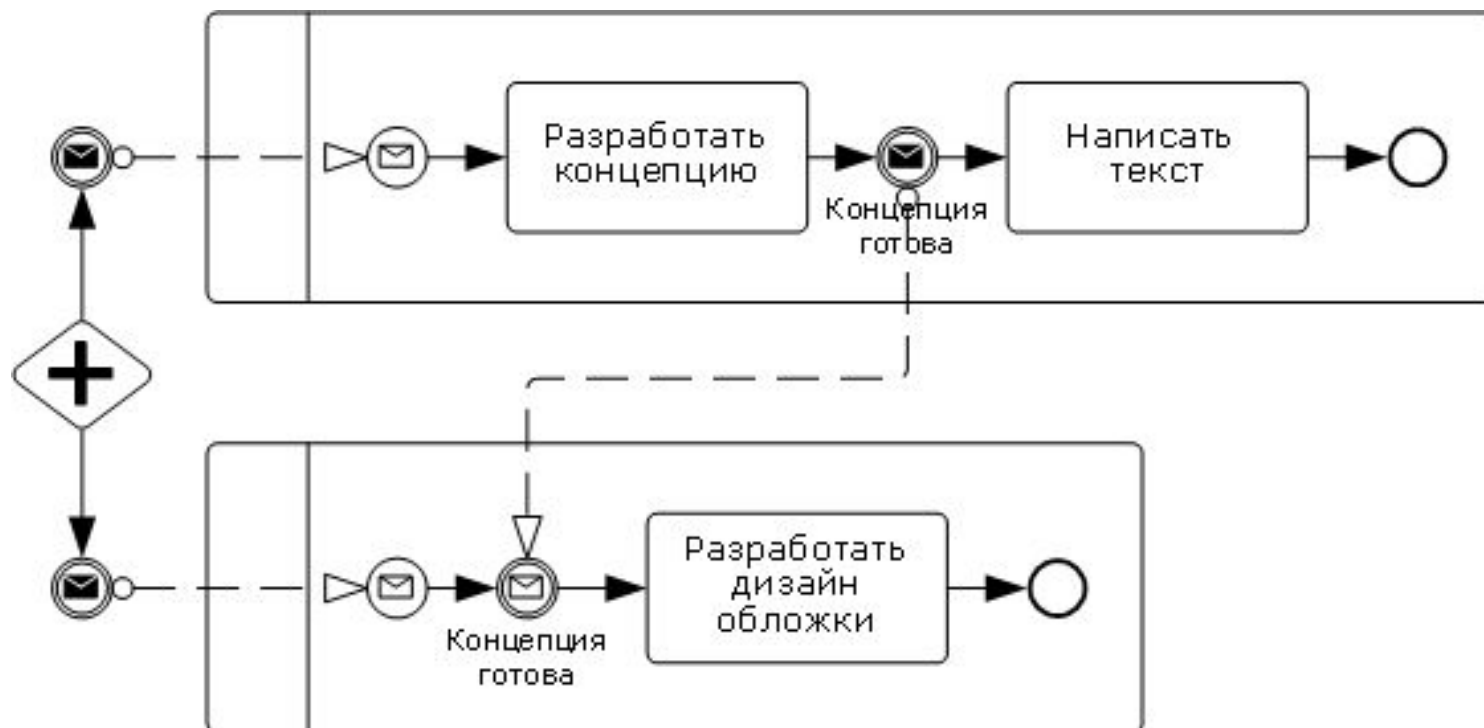 Разработать
концепцию
Концепция
готова
Написать
текст
Концепция
готова
Разработать
дизайн
обложки